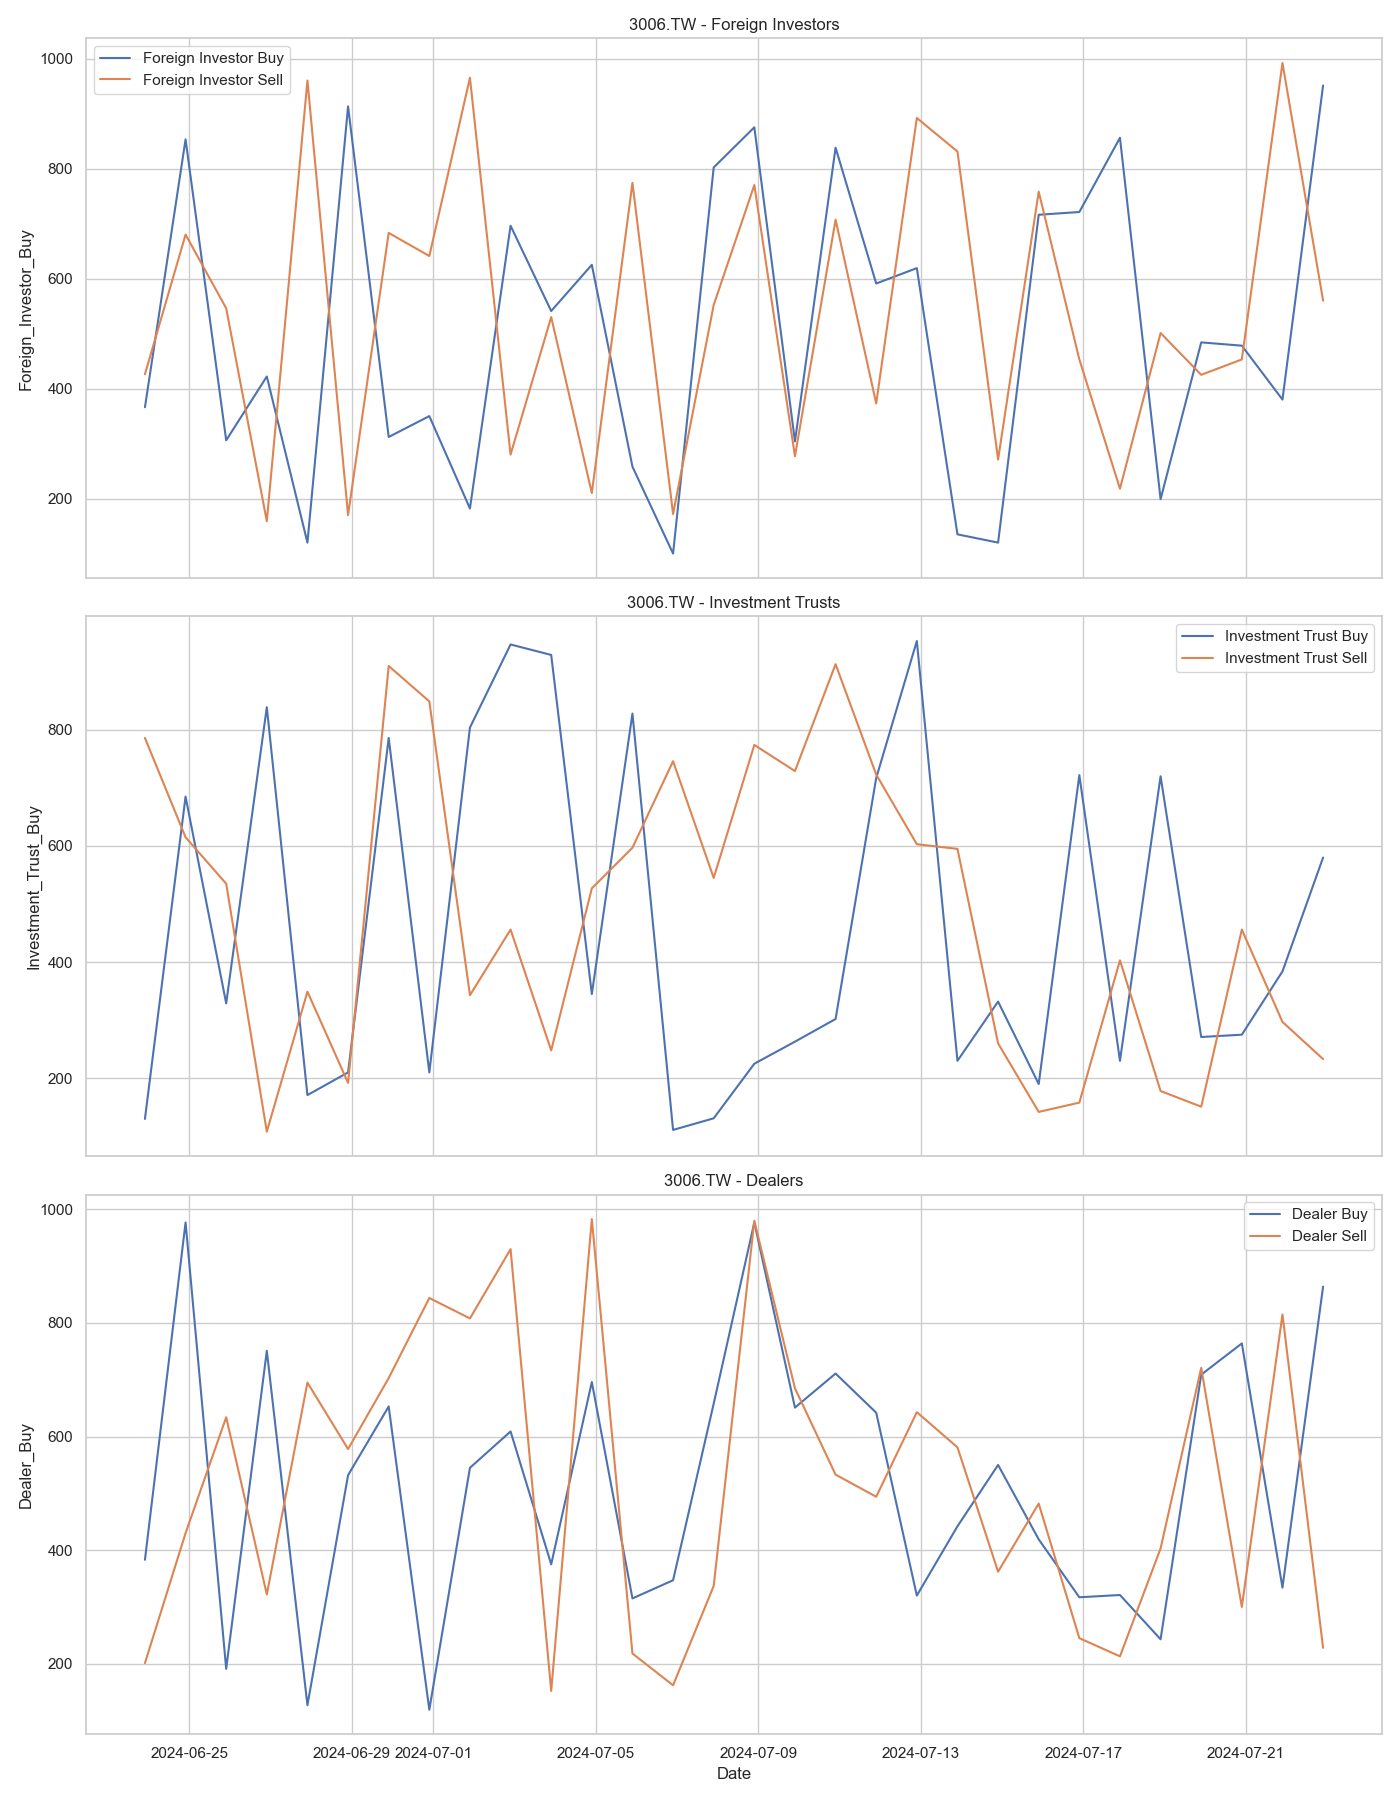 3006.TW - Foreign Investors
Foreign Investor Buy
Foreign Investor Sell
Foreign_Investor_Buy
1000
800
600
400
200
3006.TW - Investment Trusts
Investment Trust Buy
Investment Trust Sell
Investment_Trust_Buy
800
600
400
200
3006.TW - Dealers
Dealer Buy
Dealer Sell
Dealer_Buy
1000
800
600
400
200
2024-06-25 2024-06-29 2024-07-01 2024-07-05 2024-07-09 2024-07-13 2024-07-17 2024-07-21
Date